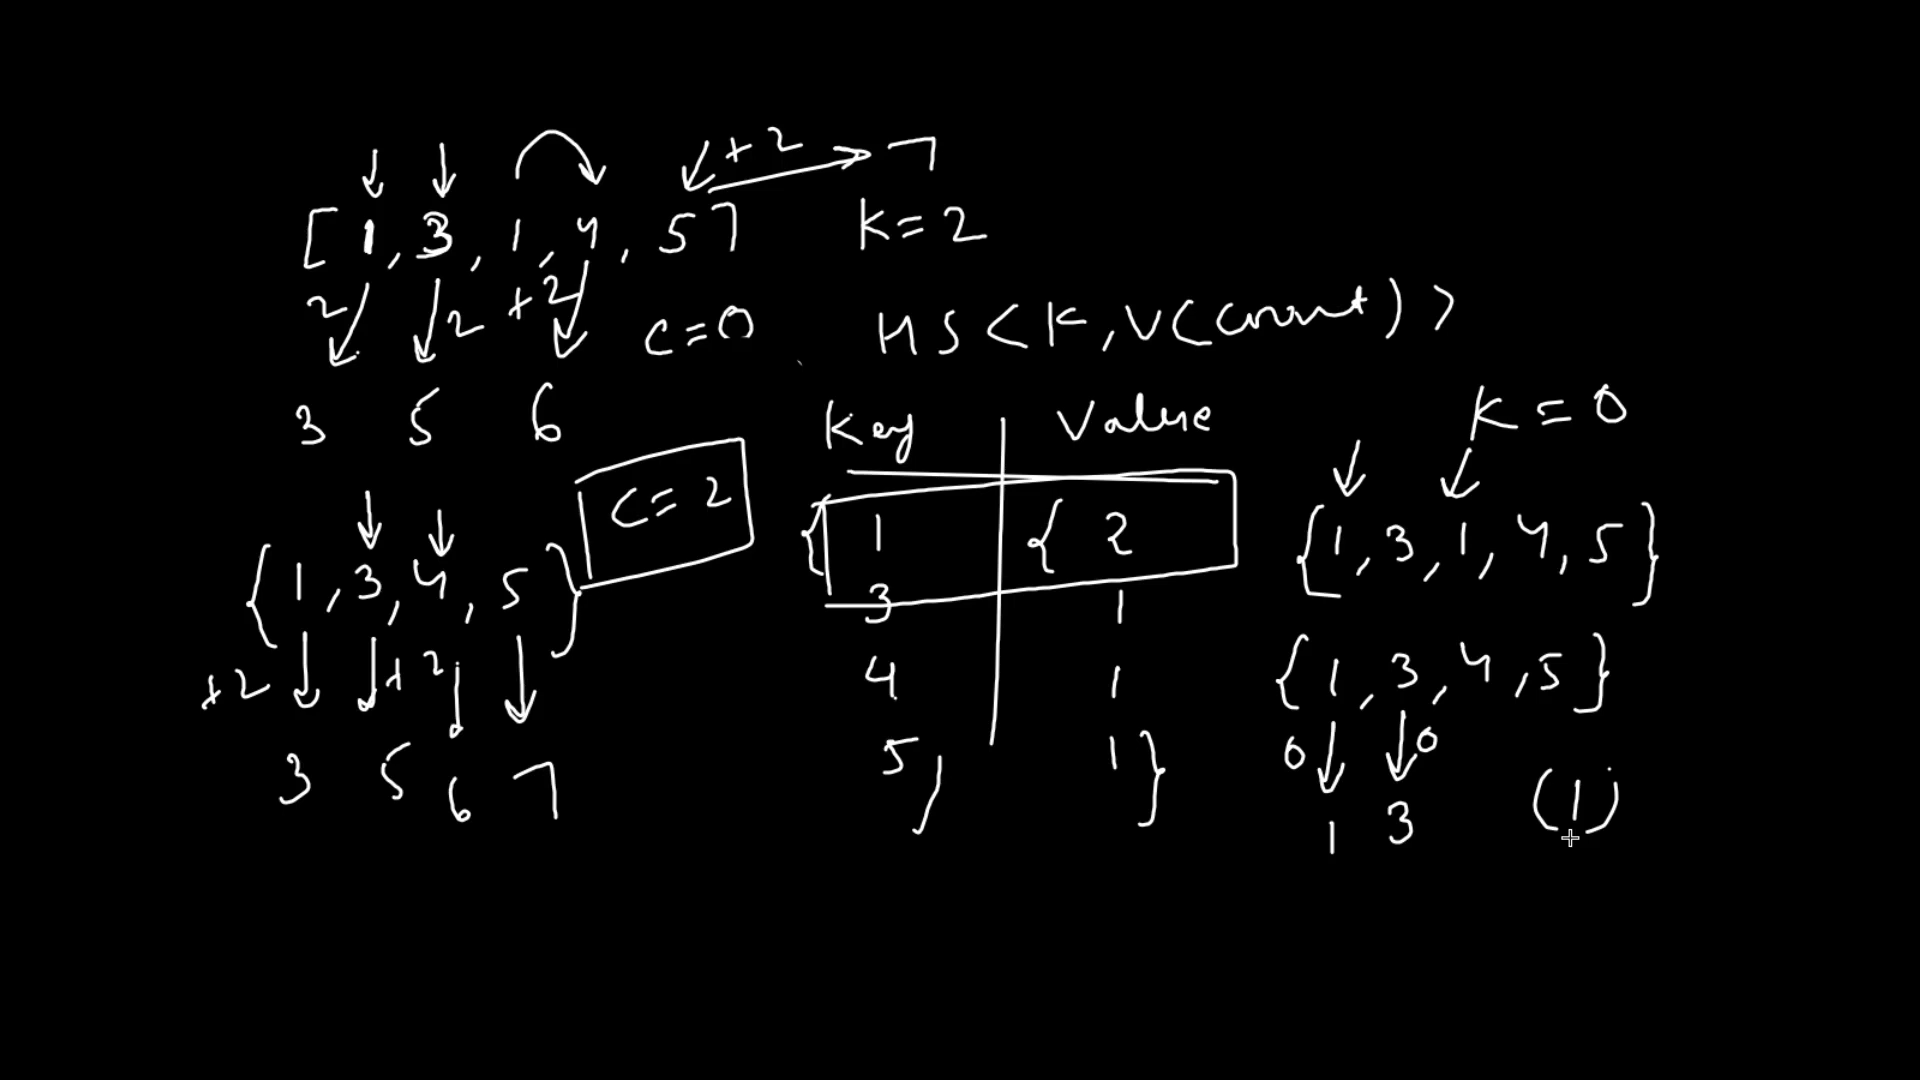 +2 7
[1, 3, 1, 4, 5] K=2
2 2 +2
C=0 HS<K, V(count)>
3 5 6
Key Value K=0
C=2
1 2
{1, 3, 1, 4, 5}
{1, 3, 4, 5}
3 1
+2 +2
4 1
{1, 3, 4, 5}
0 0
3 5 6 7
5 1
1 3 (1)